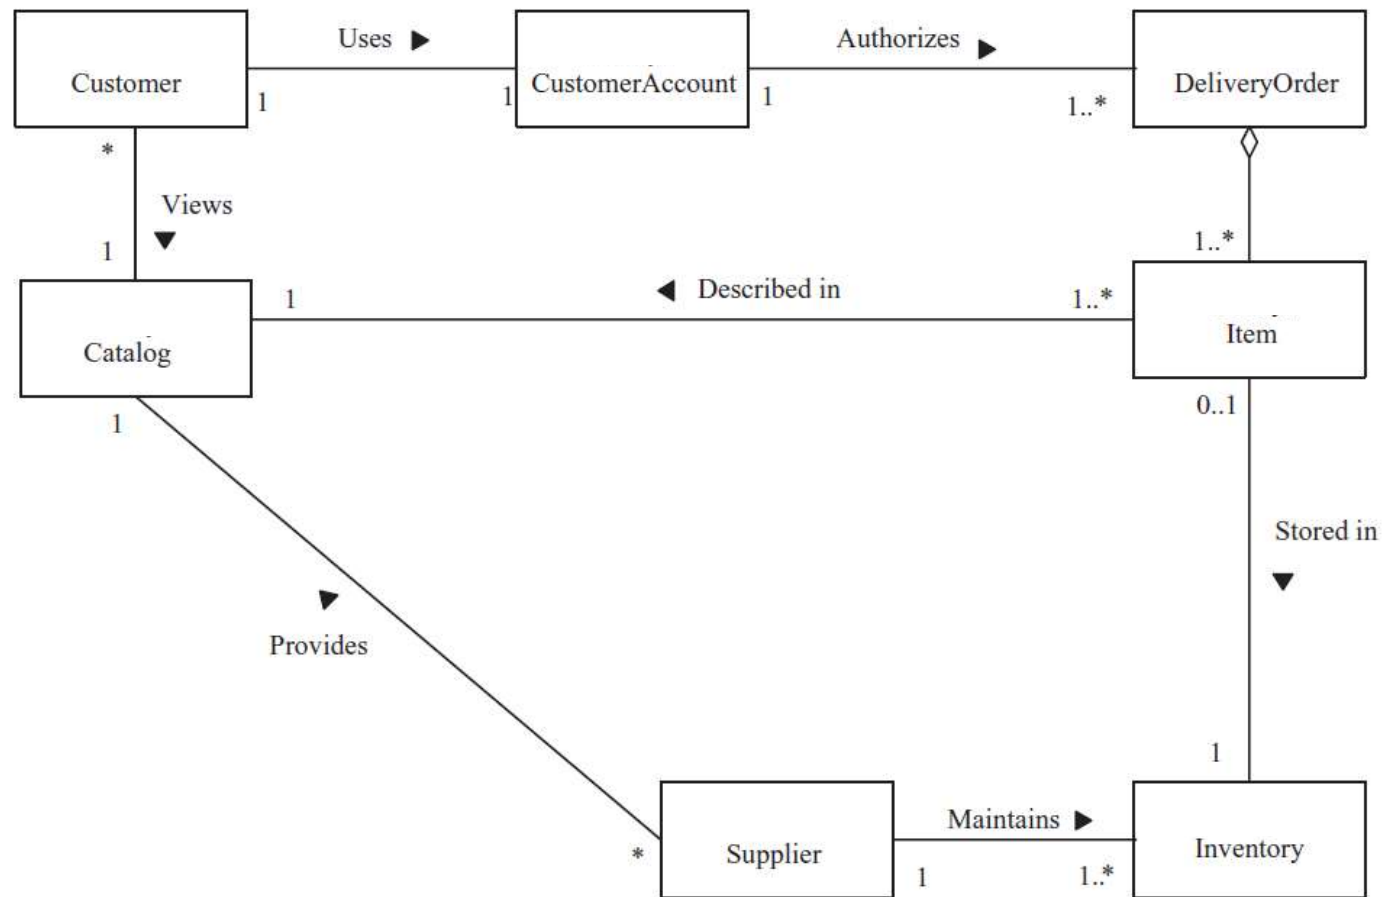 Uses ▶
Authorizes ▶
Customer
CustomerAccount
DeliveryOrder
1
1
1
1..*
*
Views
▼
1
1..*
1
◀ Described in
1..*
Catalog
Item
1
0..1
Stored in
▼
▲
Provides
1
Maintains ▶
*
Supplier
Inventory
1
1..*